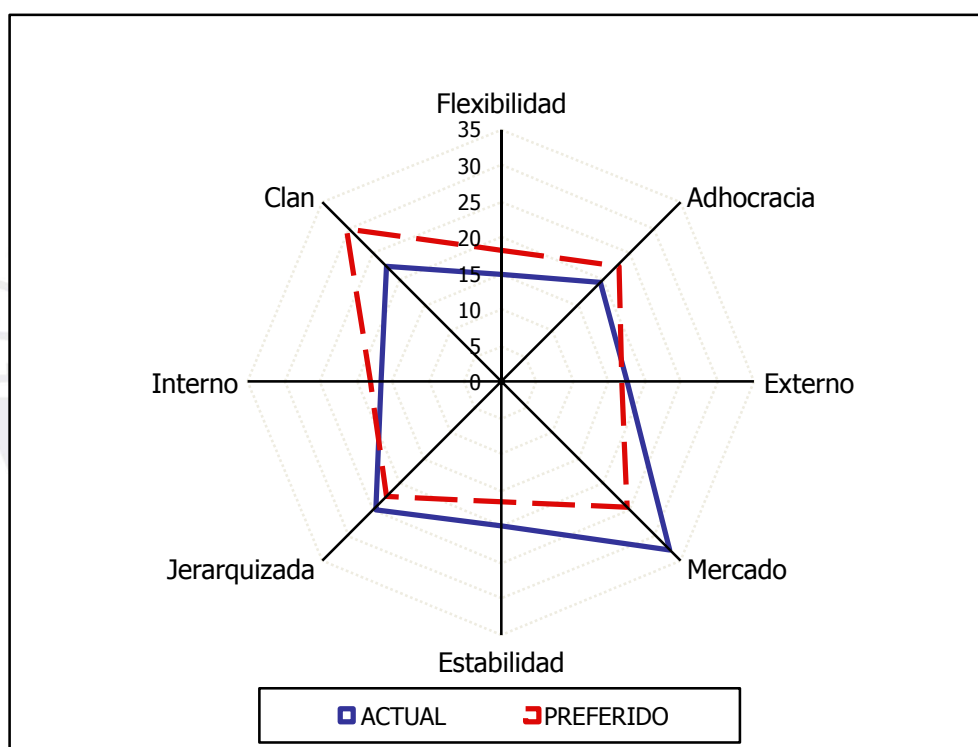 Flexibilidad
35
30
25
20
15
10
5
0
Clan
Adhocracia
Interno
Externo
Jerarquizada
Mercado
Estabilidad
ACTUAL PREFERIDO